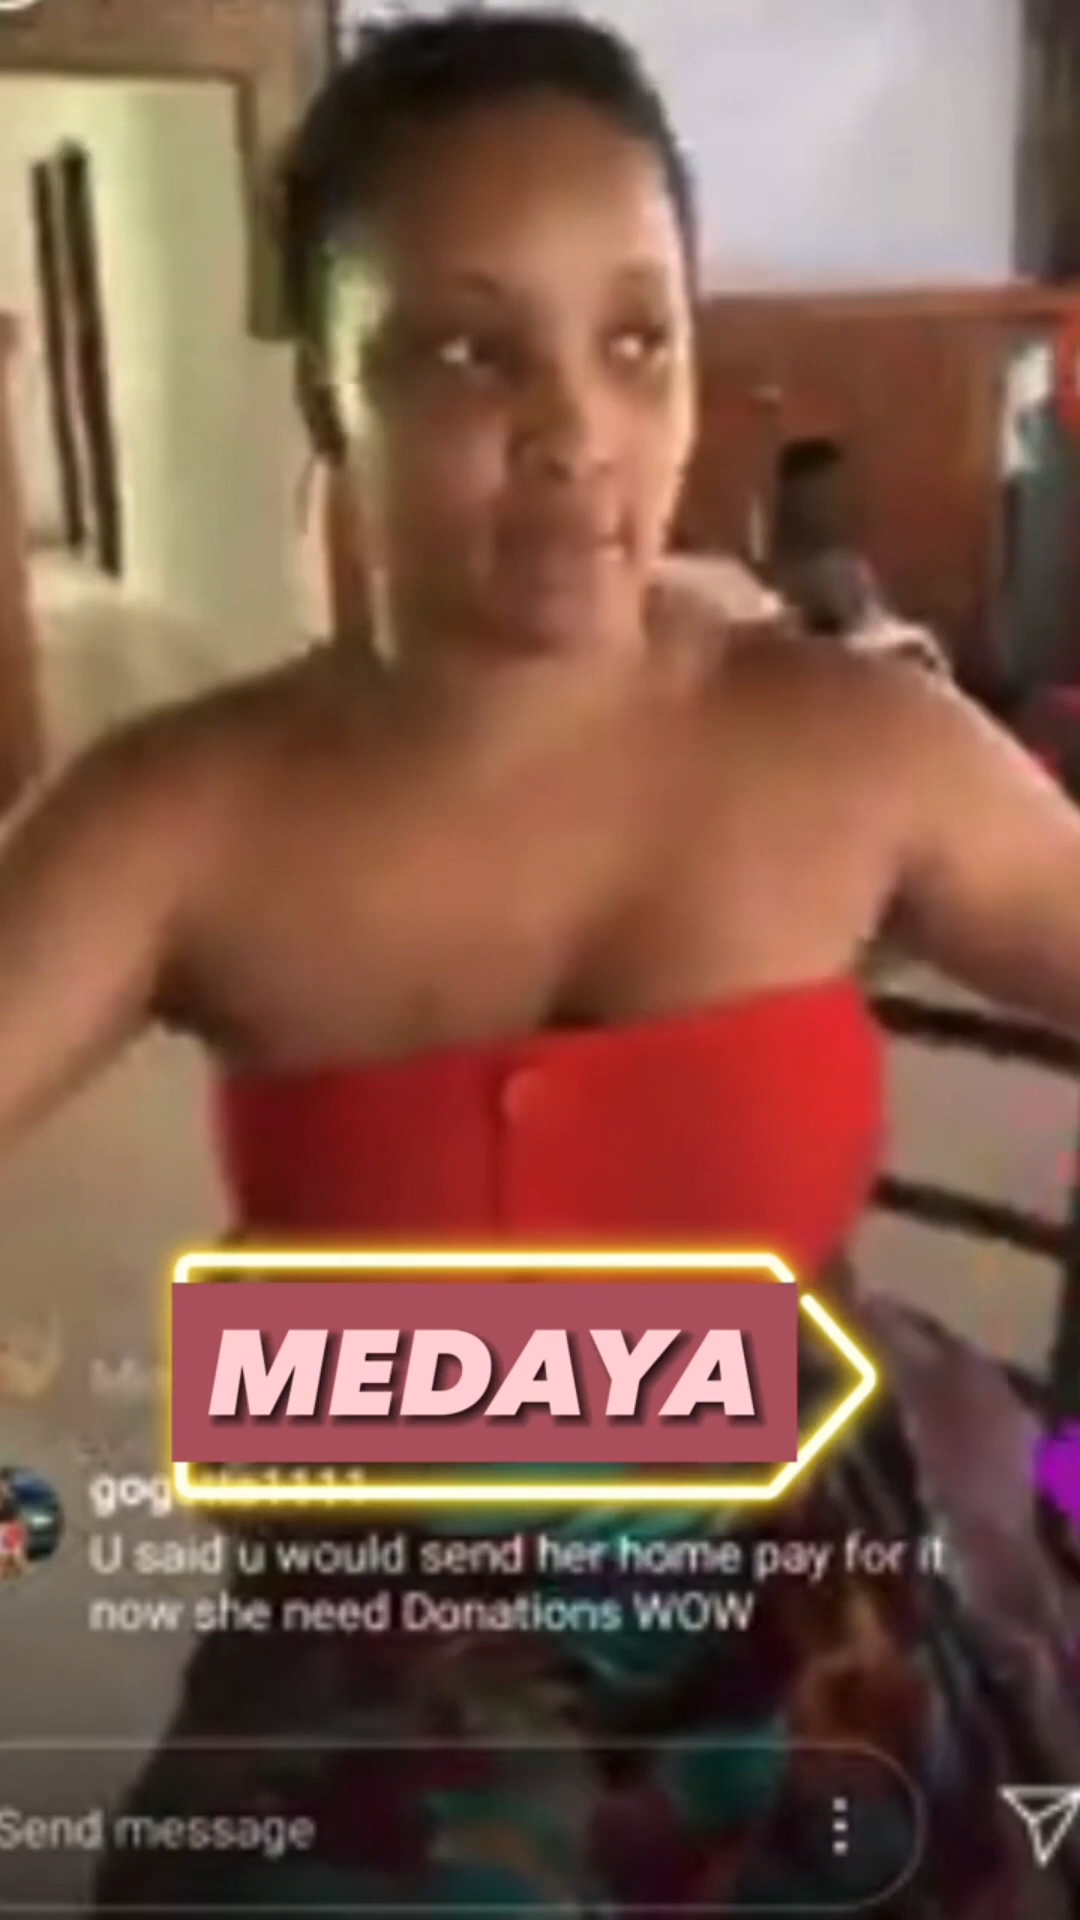 MEDAYA
U said u would send her home pay for it
now she need Donations WOW
Send message